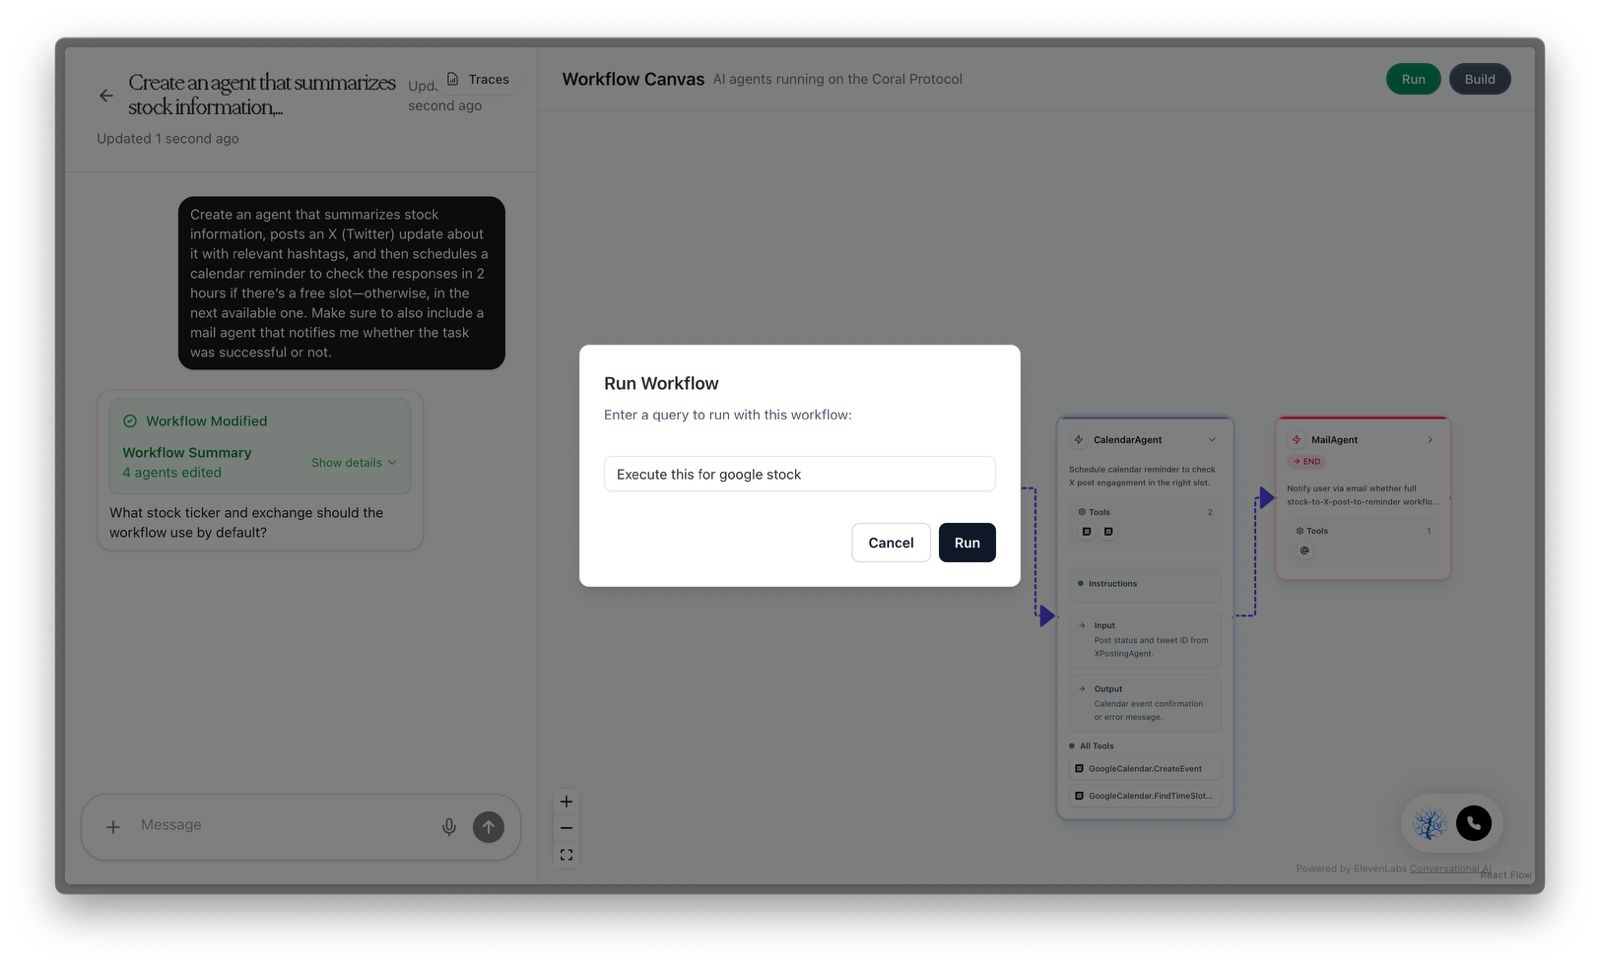 Create an agent that summarizes
stock information,...
Upd
second ago
Traces
Updated 1 second ago
Workflow Canvas
AI agents running on the Coral Protocol
Run
Build
Create an agent that summarizes stock
information, posts an X (Twitter) update about
it with relevant hashtags, and then schedules a
calendar reminder to check the responses in 2
hours if there's a free slot—otherwise, in the
next available one. Make sure to also include a
mail agent that notifies me whether the task
was successful or not.
Workflow Modified
Workflow Summary
4 agents edited
Show details
What stock ticker and exchange should the
workflow use by default?
Message
Run Workflow
Enter a query to run with this workflow:
Execute this for google stock
Cancel
Run
CalendarAgent
Schedule calendar reminder to check
X post engagement in the right slot.
Tools
2
Instructions
Input
Post status and tweet ID from
XPostingAgent.
Output
Calendar event confirmation
or error message.
All Tools
GoogleCalendar.CreateEvent
GoogleCalendar.FindTimeSlot...
MailAgent
→ END
Notify user via email whether full
stock-to-X-post-to-reminder workflo...
Tools
1
Powered by ElevenLabs Conversational AI
React Flow